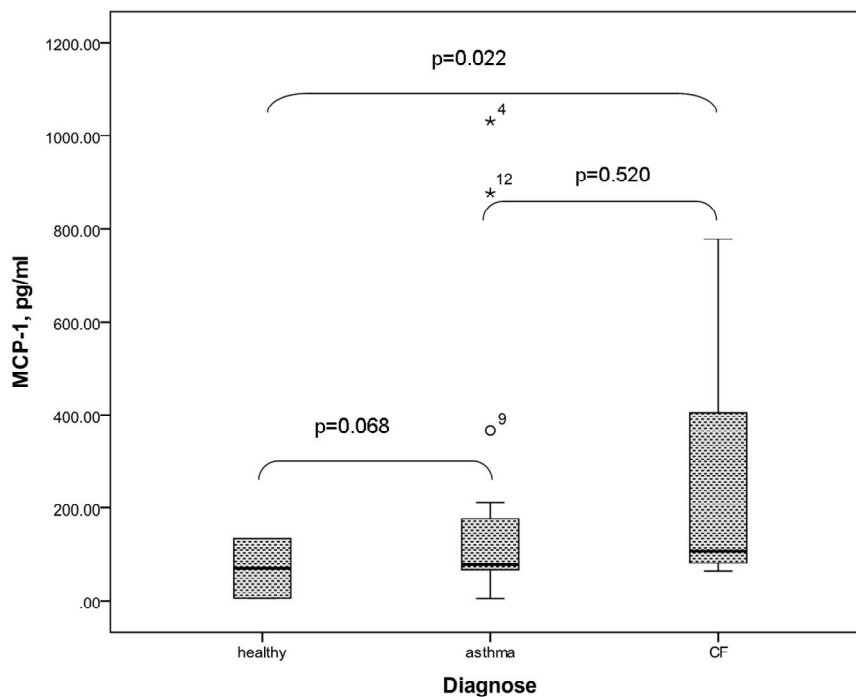 1200.00
p=0.022
4
1000.00
12
p=0.520
800.00
MCP-1, pg/ml
600.00
400.00
9
p=0.068
200.00
.00
healthy
asthma
CF
Diagnose